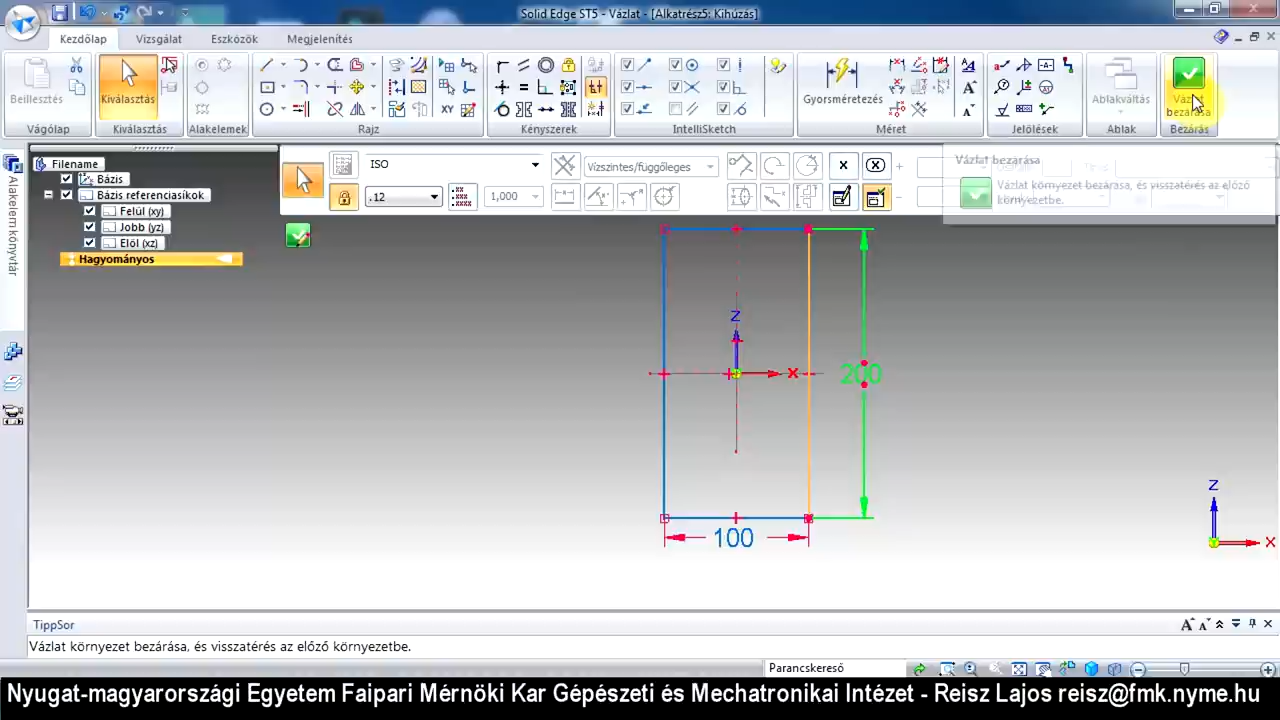 Solid Edge ST5 - Vázlat - [Alkatrész5: Kihúzás]
Kezdőlap Vizsgálat Eszközök Megjelenítés
Beillesztés Kiválasztás Gyorsméretezés Ablakváltás bezárása
Vágólap Kiválasztás Alakelemek Rajz Kényszerek IntelliSketch Méret Jelölések Ablak Bezárás
Alakelem könyvtár
Filename
Bázis
Bázis referenciasíkok
Felül (xy)
Jobb (yz)
Elöl (xz)
Hagyományos
ISO Vízszintes/függőleges
.12 1,000
Vázlat bezárása
Vázlat környezet bezárása, és visszatérés az előző
környezetbe.
Z
X
200
100
Z
X
TippSor
Vázlat környezet bezárása, és visszatérés az előző környezetbe.
Parancskereső
Nyugat-magyarországi Egyetem Faipari Mérnöki Kar Gépészeti és Mechatronikai Intézet - Reisz Lajos reisz@fmk.nyme.hu